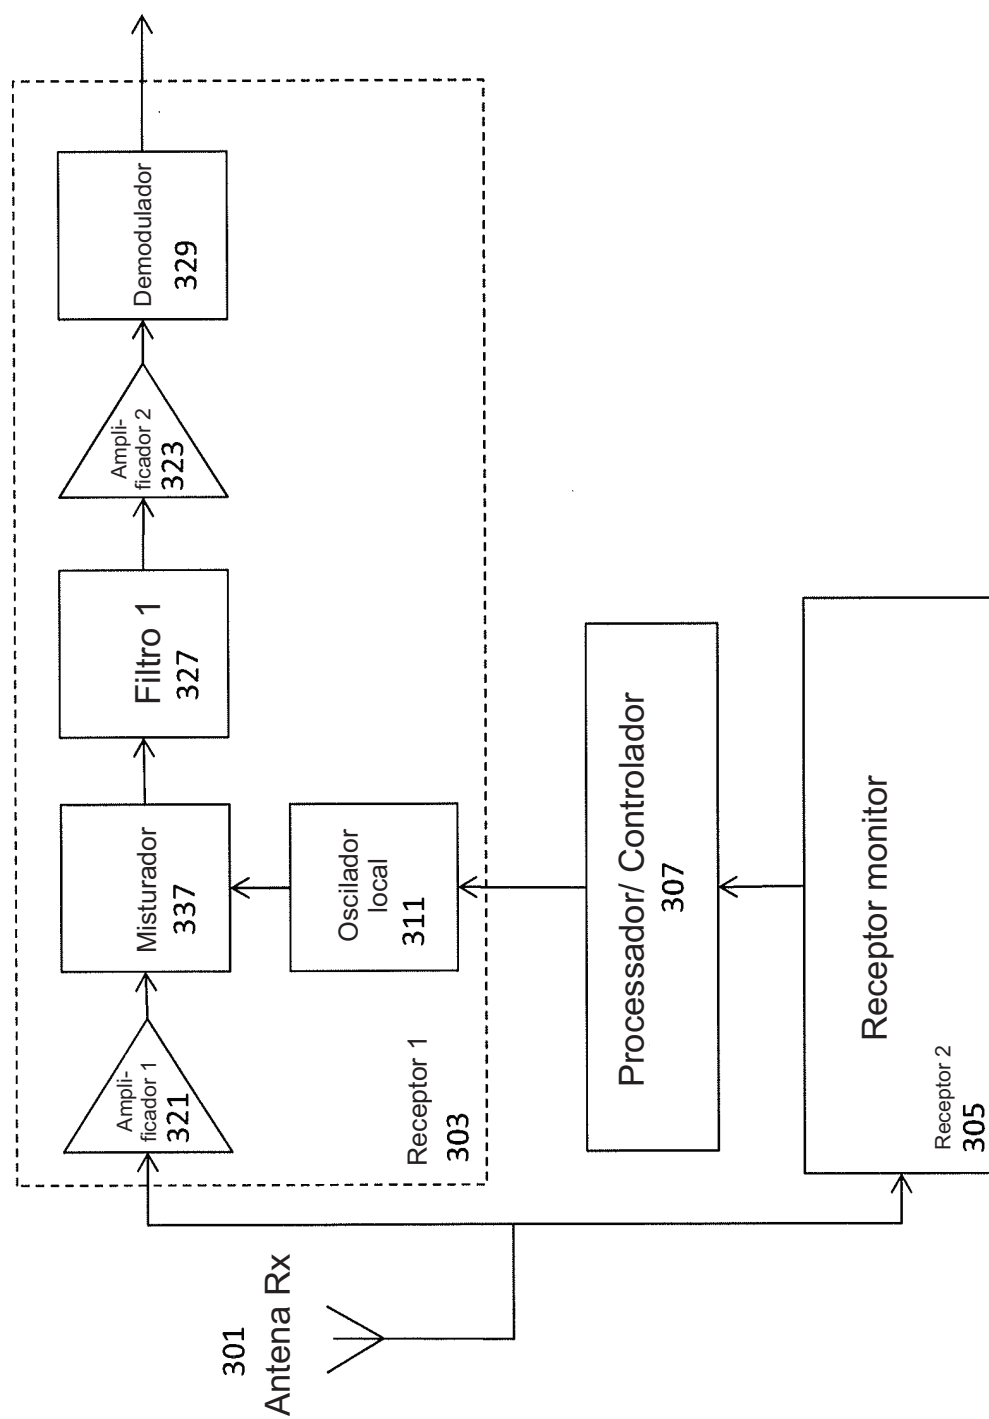 301
Antena Rx
Ampli-
ficador 1
321
Misturador
337
Filtro 1
327
Ampli-
ficador 2
323
Demodulador
329
Oscilador
local
311
Receptor 1
303
Processador/ Controlador
307
Receptor monitor
Receptor 2
305